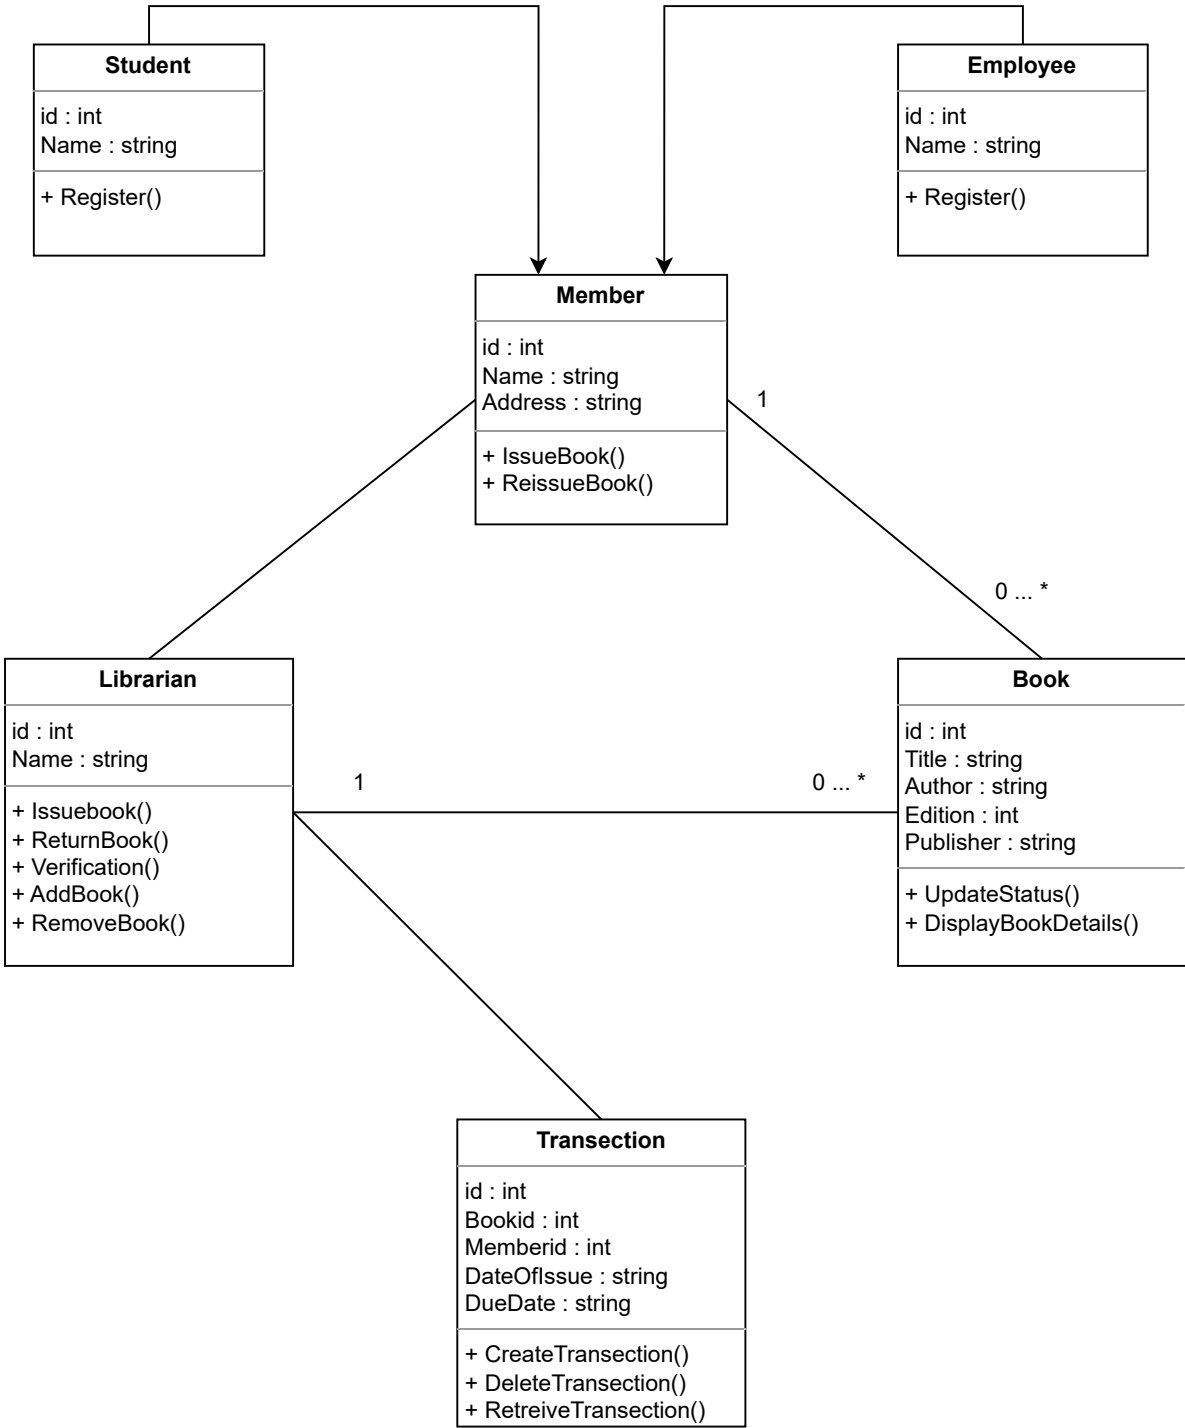 Student
id : int
Name : string
+ Register()
Employee
id : int
Name : string
+ Register()
Member
id : int
Name : string
Address : string
+ IssueBook()
+ ReissueBook()
1
0 ... *
Librarian
id : int
Name : string
+ Issuebook()
+ ReturnBook()
+ Verification()
+ AddBook()
+ RemoveBook()
1
0 ... *
Book
id : int
Title : string
Author : string
Edition : int
Publisher : string
+ UpdateStatus()
+ DisplayBookDetails()
Transection
id : int
Bookid : int
Memberid : int
DateOfIssue : string
DueDate : string
+ CreateTransection()
+ DeleteTransection()
+ RetreiveTransection()